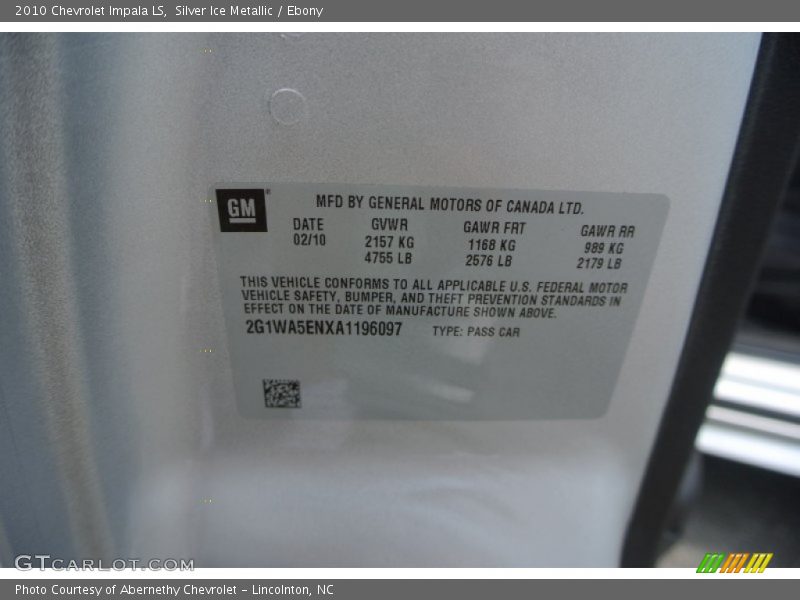 2010 Chevrolet Impala LS, Silver Ice Metallic / Ebony
GM
MFD BY GENERAL MOTORS OF CANADA LTD.
DATE GVWR GAWR FRT GAWR RR
02/10 2157 KG 1168 KG 989 KG
4755 LB 2576 LB 2179 LB
THIS VEHICLE CONFORMS TO ALL APPLICABLE U.S. FEDERAL MOTOR
VEHICLE SAFETY, BUMPER, AND THEFT PREVENTION STANDARDS IN
EFFECT ON THE DATE OF MANUFACTURE SHOWN ABOVE.
2G1WA5ENXA1196097 TYPE: PASS CAR
GTCARLOT.COM
Photo Courtesy of Abernethy Chevrolet - Lincolnton, NC